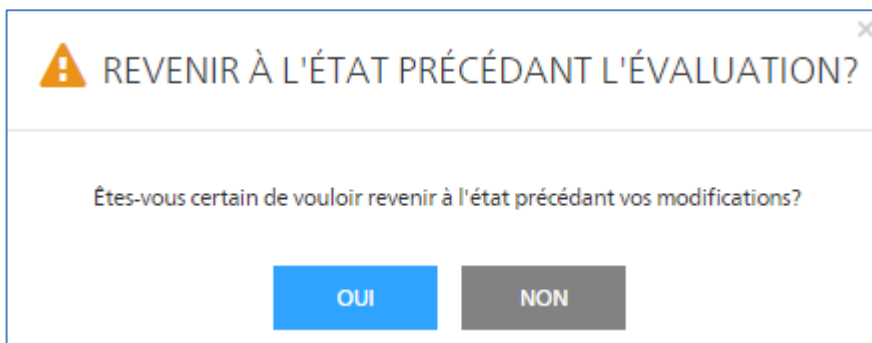 REVENIR À L'ÉTAT PRÉCÉDANT L'ÉVALUATION?
Êtes-vous certain de vouloir revenir à l'état précédant vos modifications?
OUI NON